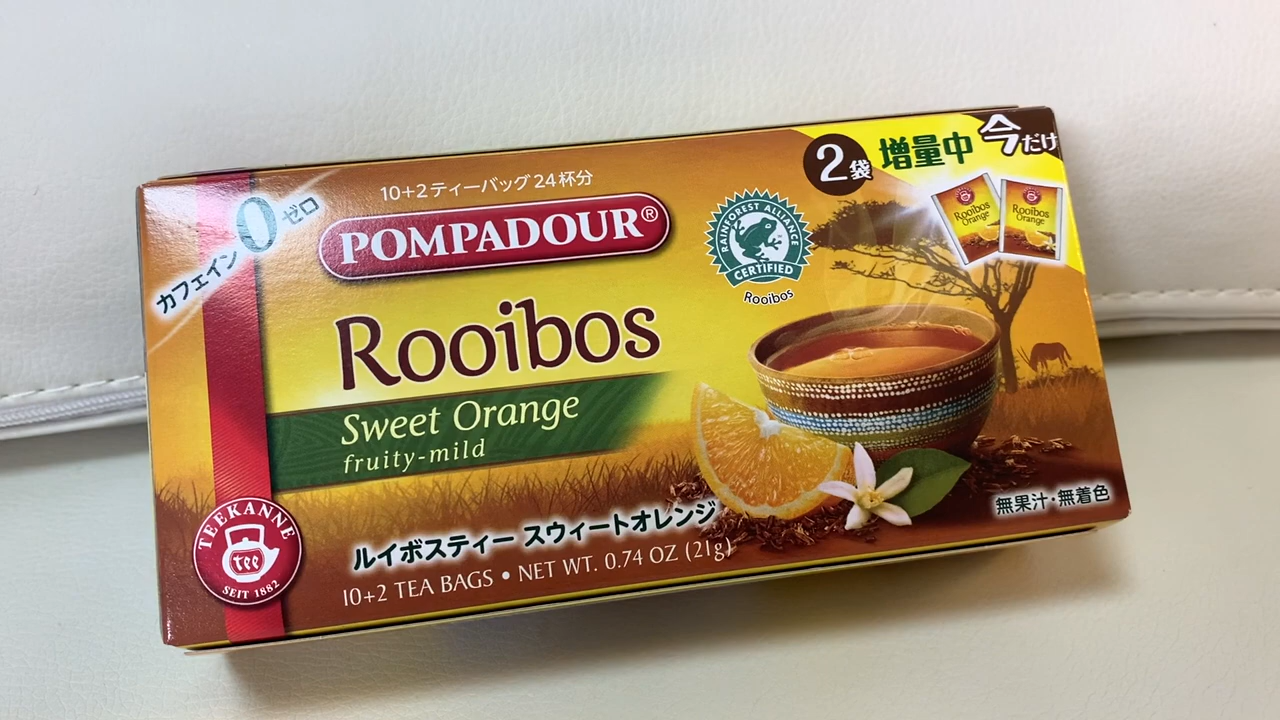 カフェイン0ゼロ
10+2ティーバッグ24杯分
POMPADOUR®
RAINFOREST ALLIANCE
CERTIFIED
Rooibos
2袋増量中 今だけ
Rooibos
Orange
Rooibos
Orange
Rooibos
Sweet Orange
fruity-mild
TEEKANNE
tee
SEIT 1882
ルイボスティー スウィートオレンジ
10+2 TEA BAGS • NET WT. 0.74 OZ (21g)
無果汁・無着色